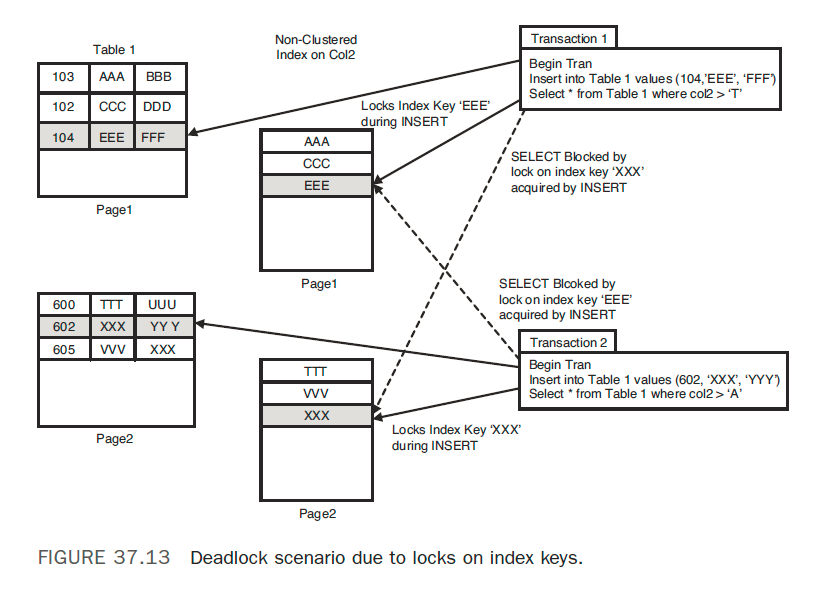 Table 1
103 AAA BBB
102 CCC DDD
104 EEE FFF
Page1
Non-Clustered
Index on Col2
Transaction 1
Begin Tran
Insert into Table 1 values (104,'EEE', 'FFF')
Select * from Table 1 where col2 > 'T'
Locks Index Key 'EEE'
during INSERT
AAA
CCC
EEE
Page1
SELECT Blocked by
lock on index key 'XXX'
acquired by INSERT
600 TTT UUU
602 XXX YY Y
605 VVV XXX
Page2
SELECT Blcoked by
lock on index key 'EEE'
acquired by INSERT
Transaction 2
Begin Tran
Insert into Table 1 values (602, 'XXX', 'YYY')
Select * from Table 1 where col2 > 'A'
TTT
VVV
XXX
Page2
Locks Index Key 'XXX'
during INSERT
FIGURE 37.13 Deadlock scenario due to locks on index keys.